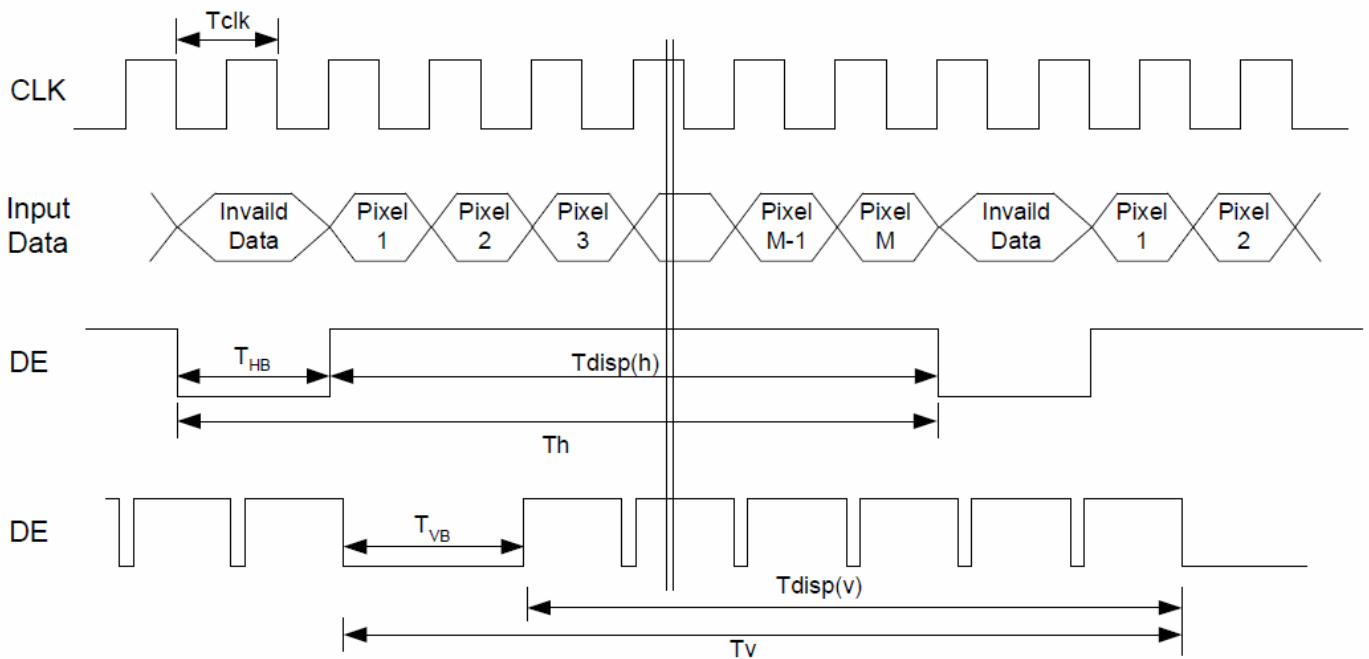 Tclk
CLK
Input
Data
Invaild
Data
Pixel
1
Pixel
2
Pixel
3
Pixel
M-1
Pixel
M
Invaild
Data
Pixel
1
Pixel
2
DE
THB
Tdisp(h)
Th
DE
TVB
Tdisp(v)
Tv